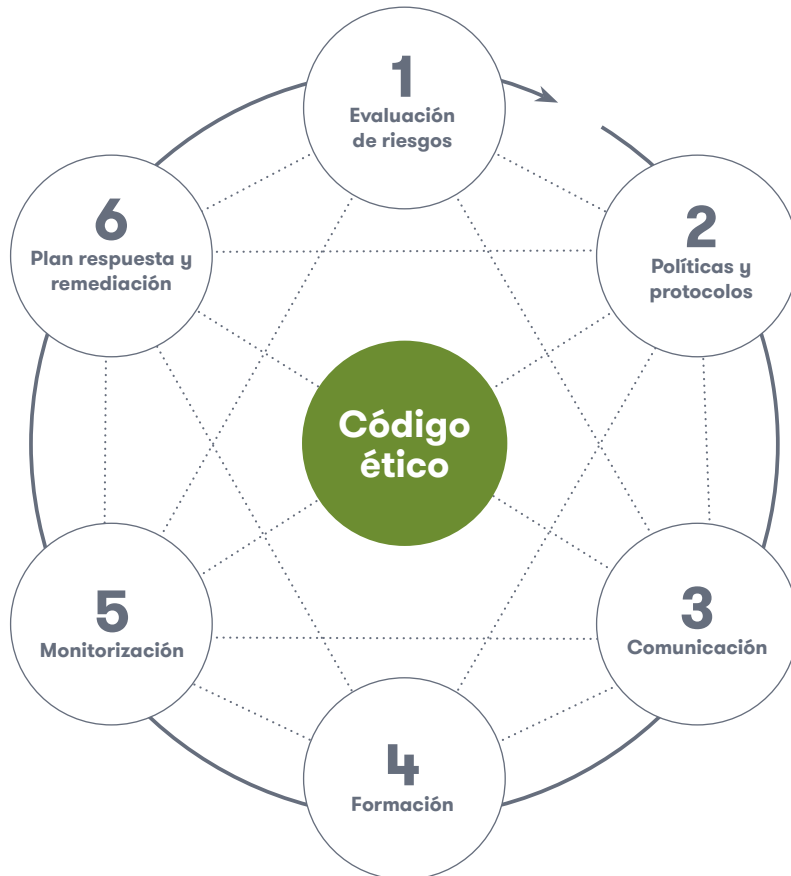 1
Evaluación
de riesgos
2
Políticas y
protocolos
3
Comunicación
4
Formación
5
Monitorización
6
Plan respuesta y
remediación
Código
ético